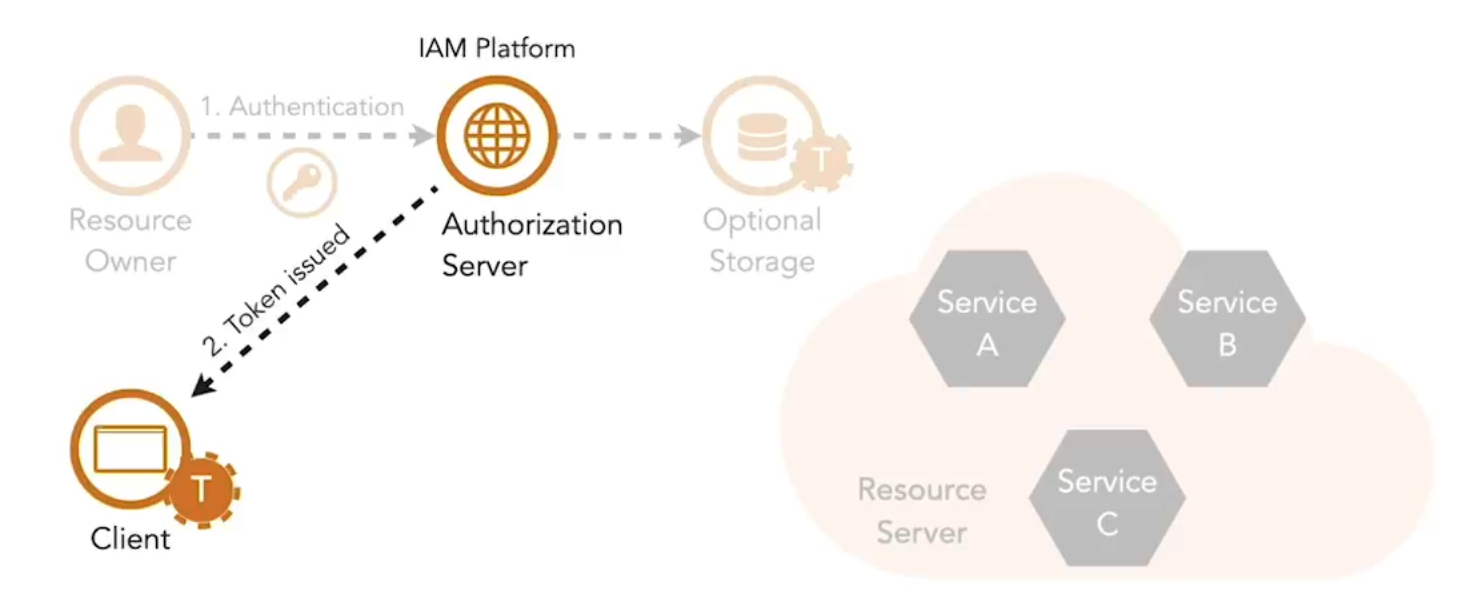 IAM Platform
1. Authentication
T
Resource
Owner
Authorization
Server
Optional
Storage
2. Token issued
Service
A
Service
B
T
Client
Resource
Server
Service
C